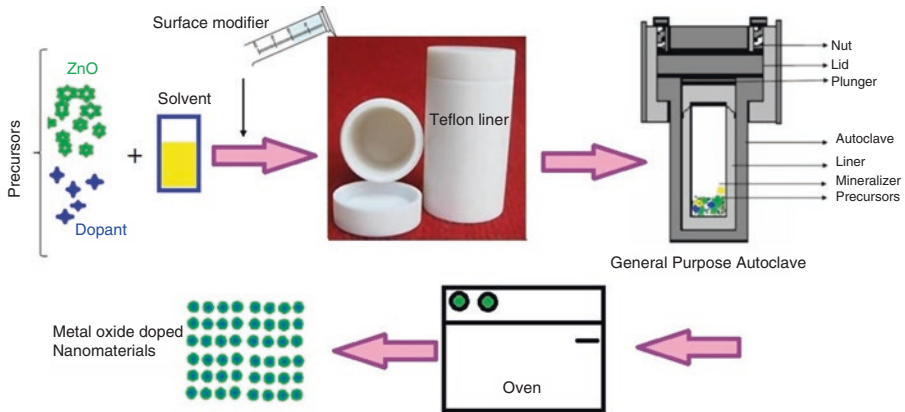 Surface modifier
ZnO
Solvent
Precursors
Dopant
Teflon liner
Nut
Lid
Plunger
Autoclave
Liner
Mineralizer
Precursors
General Purpose Autoclave
Metal oxide doped
Nanomaterials
Oven